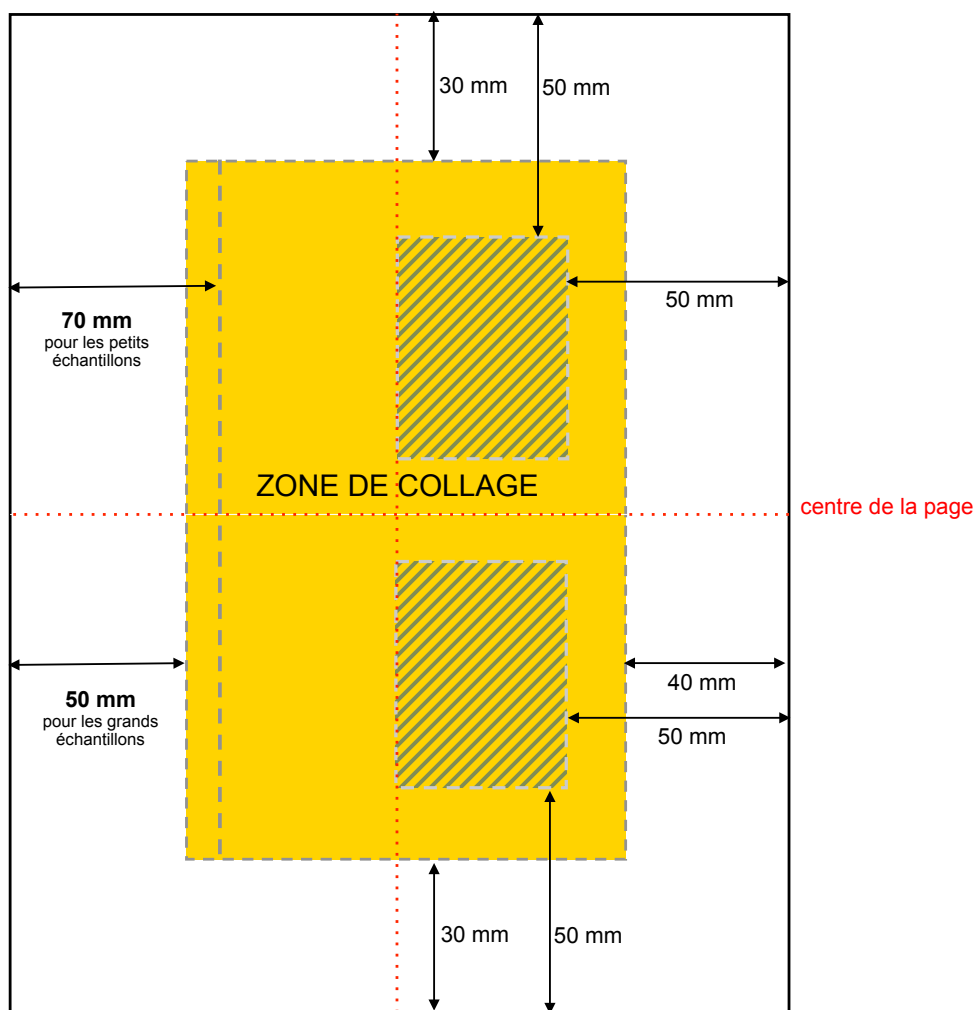 30 mm
50 mm
50 mm
70 mm
pour les petits
échantillons
ZONE DE COLLAGE
centre de la page
50 mm
pour les grands
échantillons
40 mm
50 mm
30 mm
50 mm